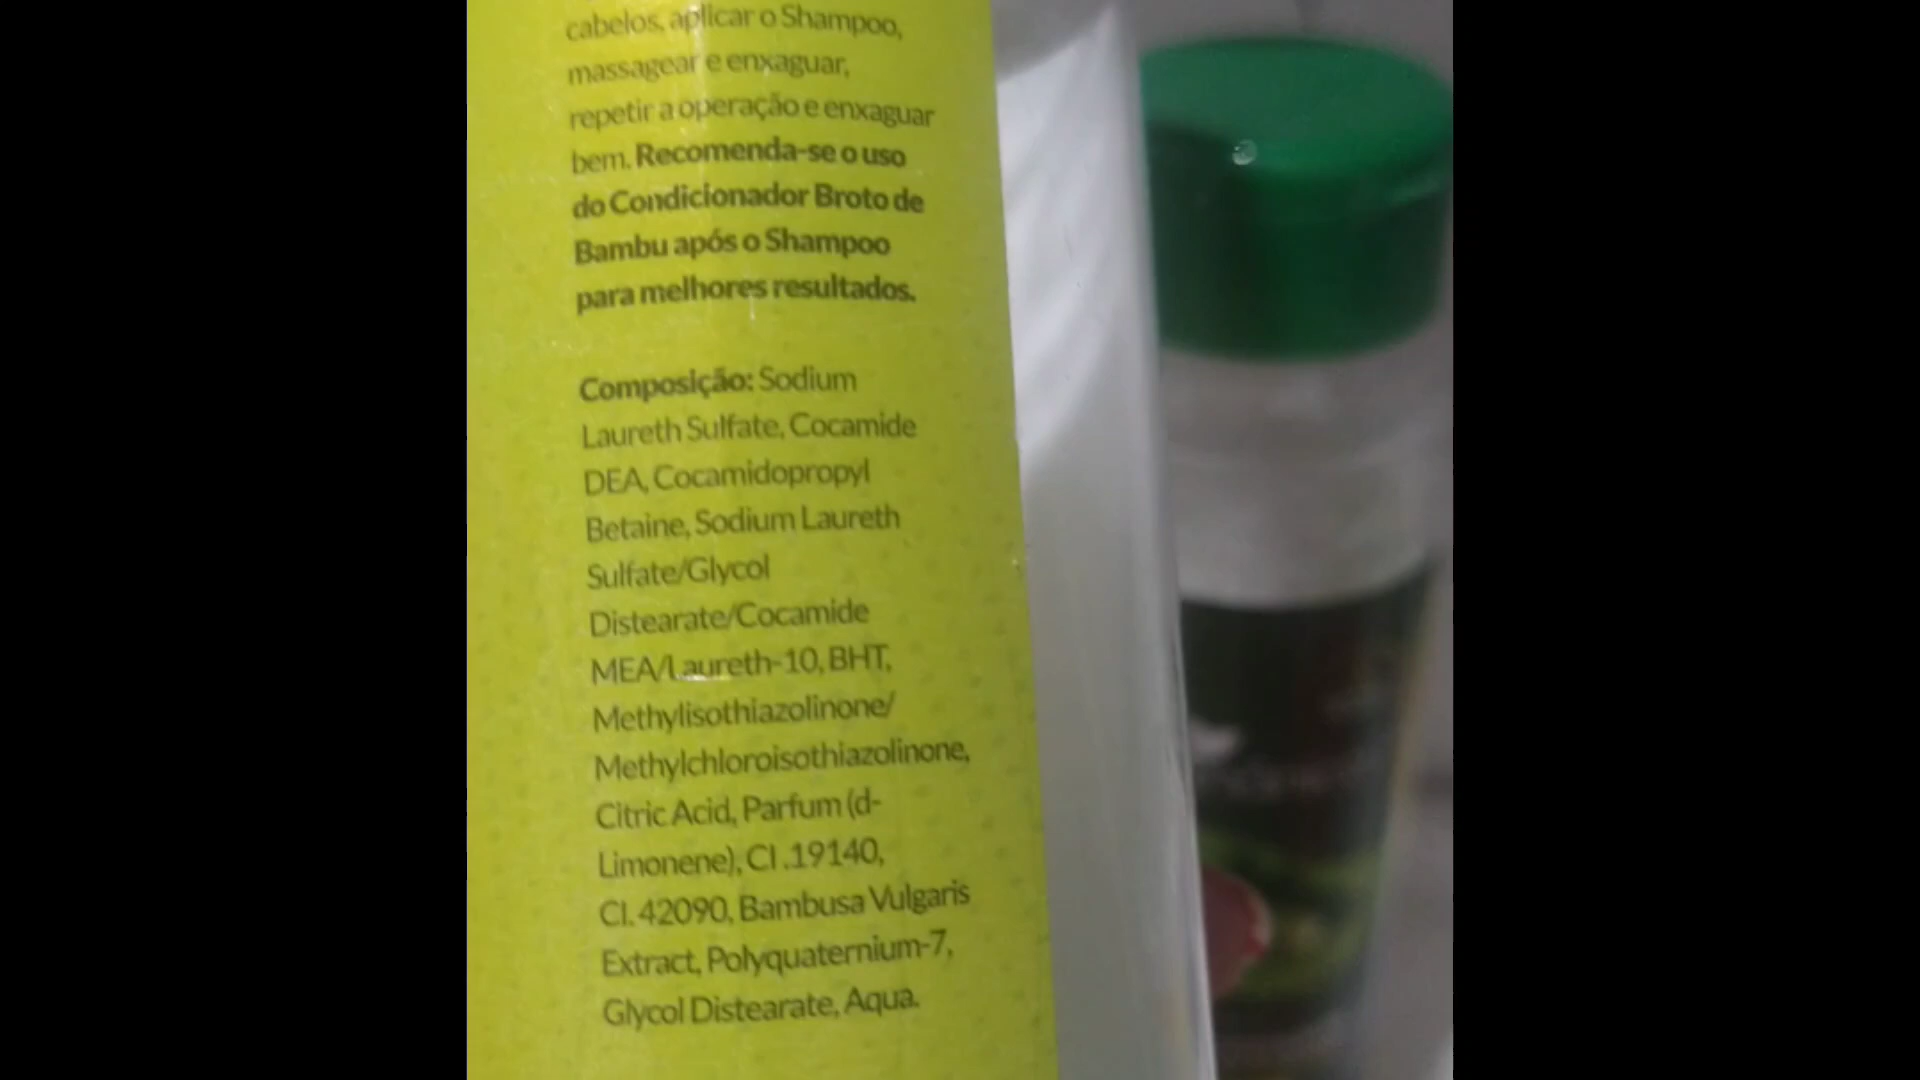 cabelos, aplicar o Shampoo,
massagear e enxaguar,
repetir a operação e enxaguar
bem. Recomenda-se o uso
do Condicionador Broto de
Bambu após o Shampoo
para melhores resultados.
Composição: Sodium
Laureth Sulfate, Cocamide
DEA, Cocamidopropyl
Betaine, Sodium Laureth
Sulfate/Glycol
Distearate/Cocamide
MEA/Laureth-10, BHT,
Methylisothiazolinone/
Methylchloroisothiazolinone,
Citric Acid, Parfum (d-
Limonene), CI .19140,
CI. 42090, Bambusa Vulgaris
Extract, Polyquaternium-7,
Glycol Distearate, Aqua.